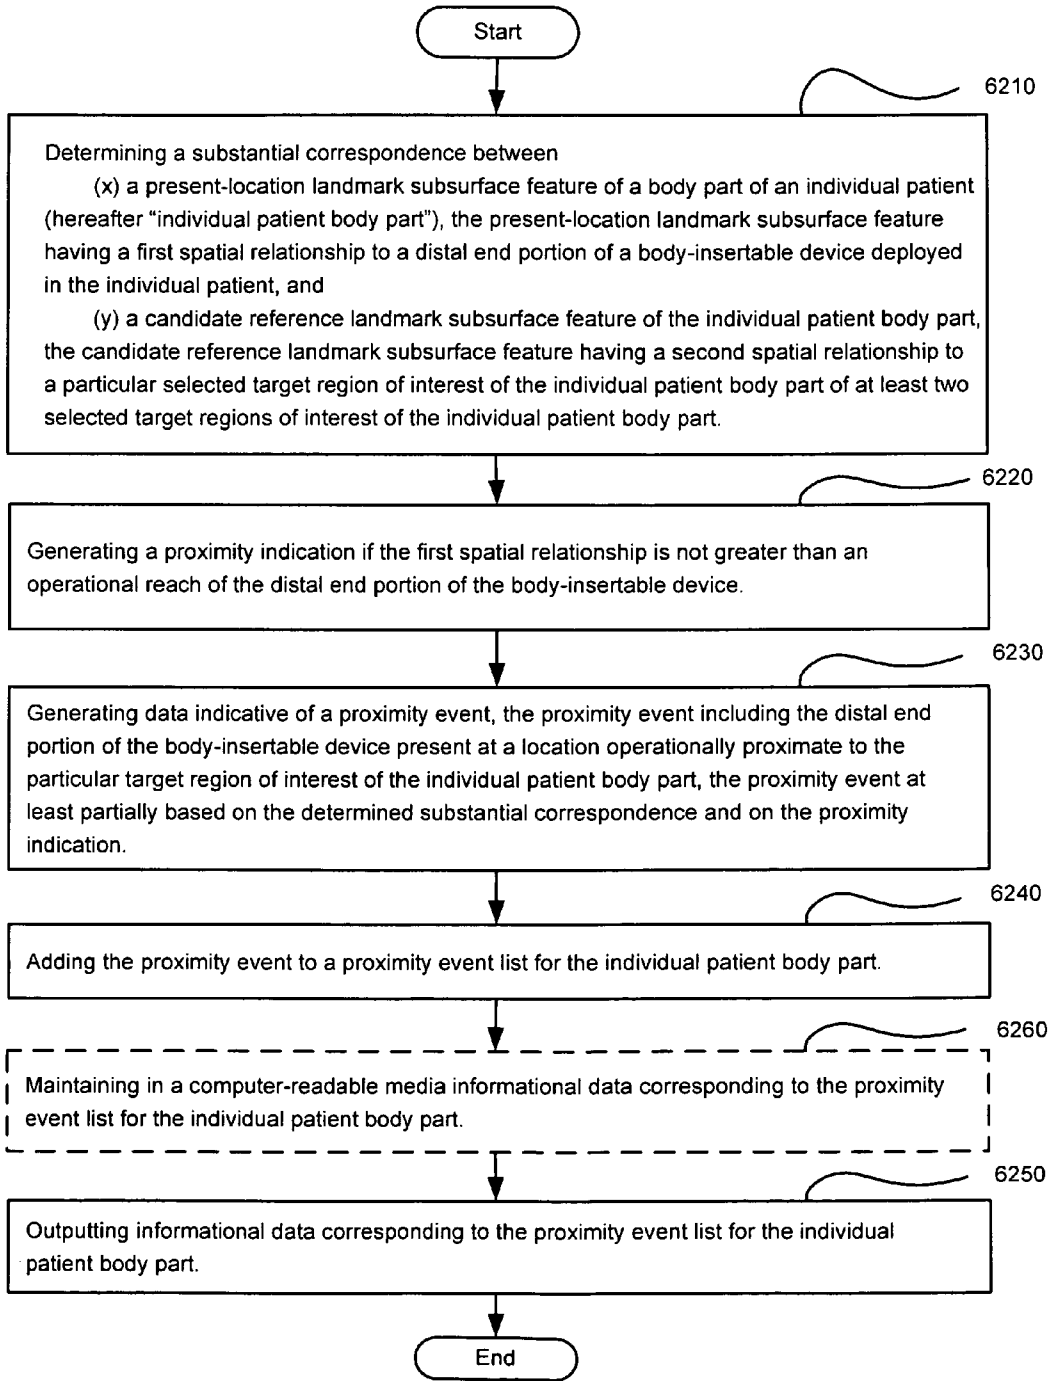 Start
6210
Determining a substantial correspondence between
(x) a present-location landmark subsurface feature of a body part of an individual patient
(hereafter “individual patient body part”), the present-location landmark subsurface feature
having a first spatial relationship to a distal end portion of a body-insertable device deployed
in the individual patient, and
(y) a candidate reference landmark subsurface feature of the individual patient body part,
the candidate reference landmark subsurface feature having a second spatial relationship to
a particular selected target region of interest of the individual patient body part of at least two
selected target regions of interest of the individual patient body part.
6220
Generating a proximity indication if the first spatial relationship is not greater than an
operational reach of the distal end portion of the body-insertable device.
6230
Generating data indicative of a proximity event, the proximity event including the distal end
portion of the body-insertable device present at a location operationally proximate to the
particular target region of interest of the individual patient body part, the proximity event at
least partially based on the determined substantial correspondence and on the proximity
indication.
6240
Adding the proximity event to a proximity event list for the individual patient body part.
6260
Maintaining in a computer-readable media informational data corresponding to the proximity
event list for the individual patient body part.
6250
Outputting informational data corresponding to the proximity event list for the individual
patient body part.
End